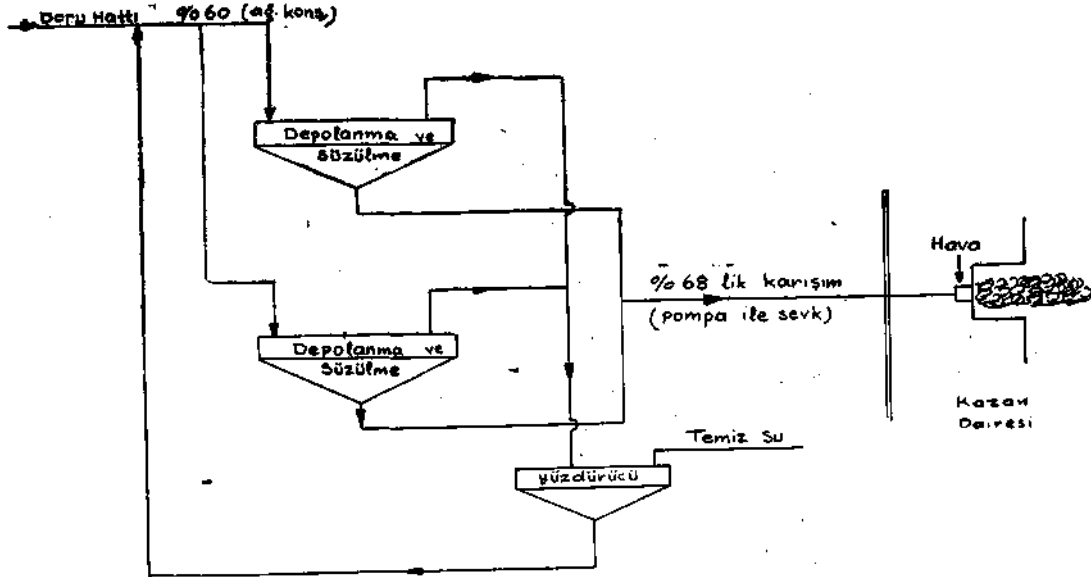 Boru Hattı %60 (ağ. kons.
Depolanma ve
Süzülme
Hava
%68 lik karışım
(pompa ile sevk)
Depolanma ve
Süzülme
Kazan
Dairesi
Temiz Su
yüzdürücü